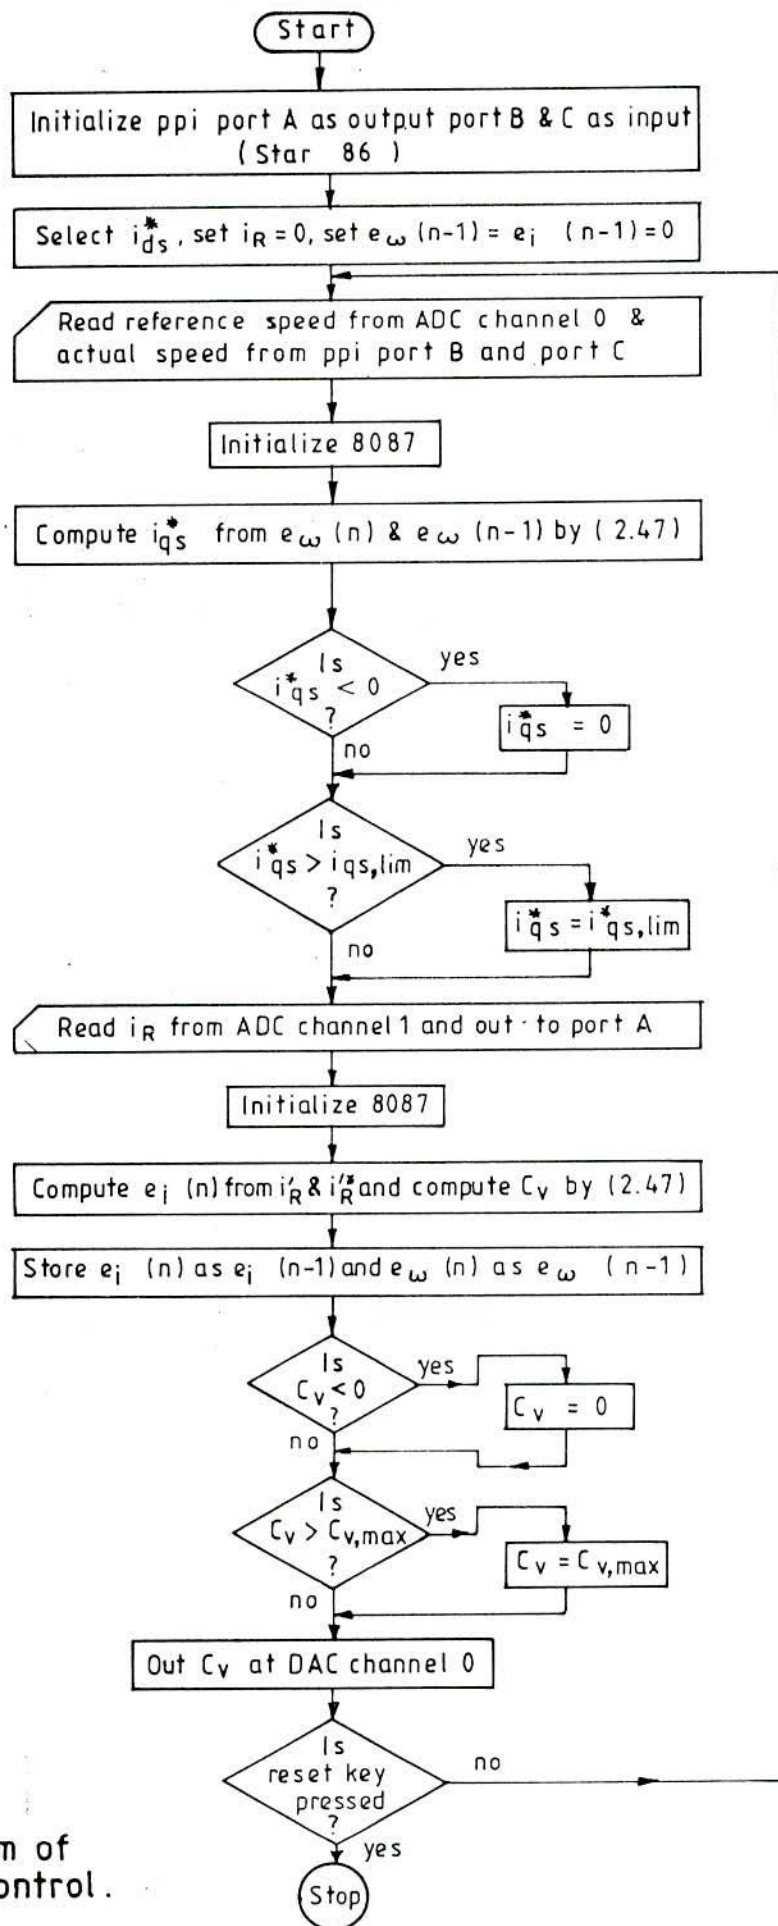 Start
Initialize ppi port A as output port B & C as input
( Star 86 )
Select i*ds, set iR = 0, set eω (n-1) = ei (n-1) = 0
Read reference speed from ADC channel 0 &
actual speed from ppi port B and port C
Initialize 8087
Compute i*qs from eω (n) & eω (n-1) by ( 2.47)
Is
i*qs < 0
?
yes
i*qs = 0
no
Is
i*qs > iqs,lim
?
yes
i*qs = i*qs,lim
no
Read iR from ADC channel 1 and out to port A
Initialize 8087
Compute ei (n) from i'R & i'*R and compute Cv by (2.47)
Store ei (n) as ei (n-1) and eω (n) as eω (n-1)
Is
Cv < 0
?
yes
Cv = 0
no
Is
Cv > Cv,max
?
yes
Cv = Cv,max
no
Out Cv at DAC channel 0
Is
reset key
pressed
?
no
yes
Stop
m of
ontrol.